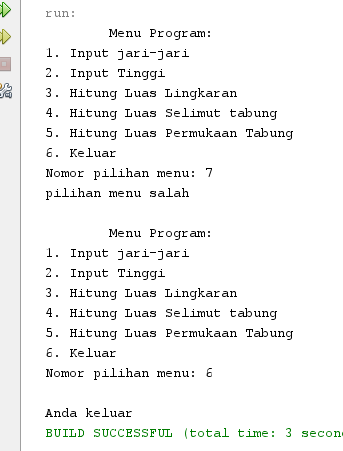 run:
Menu Program:
1. Input jari-jari
2. Input Tinggi
3. Hitung Luas Lingkaran
4. Hitung Luas Selimut tabung
5. Hitung Luas Permukaan Tabung
6. Keluar
Nomor pilihan menu: 7
pilihan menu salah
Menu Program:
1. Input jari-jari
2. Input Tinggi
3. Hitung Luas Lingkaran
4. Hitung Luas Selimut tabung
5. Hitung Luas Permukaan Tabung
6. Keluar
Nomor pilihan menu: 6
Anda keluar
BUILD SUCCESSFUL (total time: 3 secon